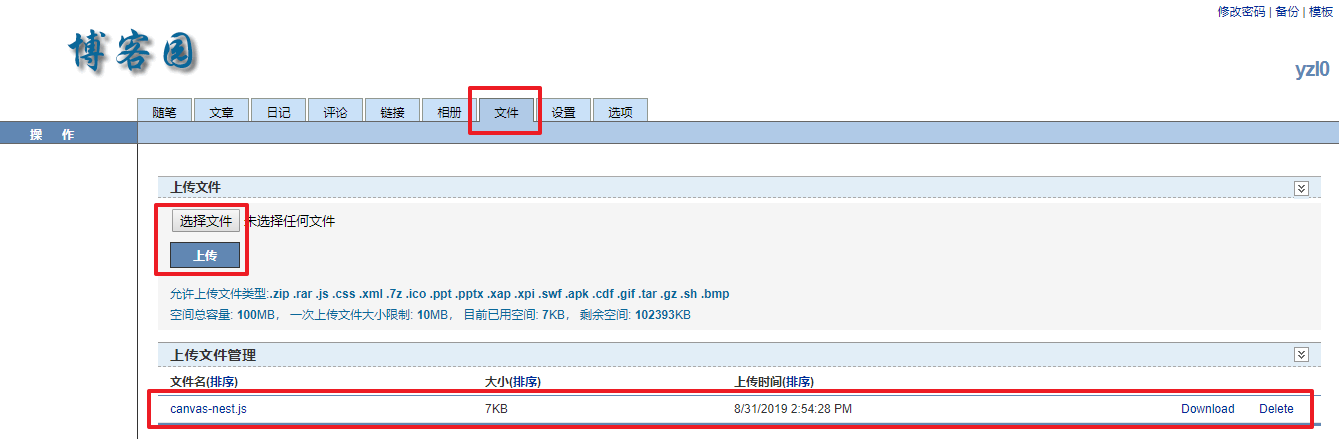 修改密码 | 备份 | 模板
博客园
yzl0
随笔 文章 日记 评论 链接 相册 文件 设置 选项
操 作
上传文件
选择文件 未选择任何文件
上传
允许上传文件类型:.zip .rar .js .css .xml .7z .ico .ppt .pptx .xap .xpi .swf .apk .cdf .gif .tar .gz .sh .bmp
空间总容量: 100MB, 一次上传文件大小限制: 10MB, 目前已用空间: 7KB, 剩余空间: 102393KB
上传文件管理
文件名(排序) 大小(排序) 上传时间(排序)
canvas-nest.js 7KB 8/31/2019 2:54:28 PM Download Delete